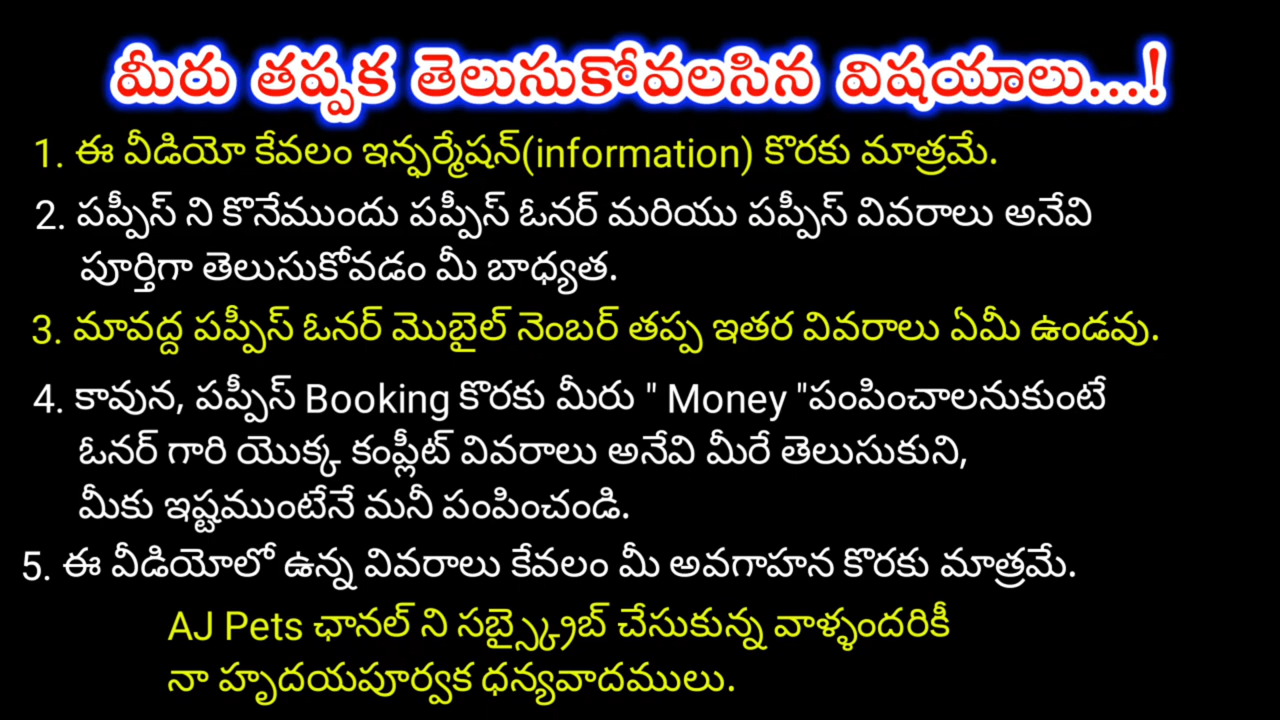 మీరు తప్పక తెలుసుకోవలసిన విషయాలు...!
1. ఈ వీడియో కేవలం ఇన్ఫర్మేషన్(information) కొరకు మాత్రమే.
2. పప్పీస్ ని కొనేముందు పప్పీస్ ఓనర్ మరియు పప్పీస్ వివరాలు అనేవి
పూర్తిగా తెలుసుకోవడం మీ బాధ్యత.
3. మావద్ద పప్పీస్ ఓనర్ మొబైల్ నెంబర్ తప్ప ఇతర వివరాలు ఏమీ ఉండవు.
4. కావున, పప్పీస్ Booking కొరకు మీరు " Money "పంపించాలనుకుంటే
ఓనర్ గారి యొక్క కంప్లీట్ వివరాలు అనేవి మీరే తెలుసుకుని,
మీకు ఇష్టముంటేనే మనీ పంపించండి.
5. ఈ వీడియోలో ఉన్న వివరాలు కేవలం మీ అవగాహన కొరకు మాత్రమే.
AJ Pets ఛానల్ ని సబ్స్క్రైబ్ చేసుకున్న వాళ్ళందరికీ
నా హృదయపూర్వక ధన్యవాదములు.